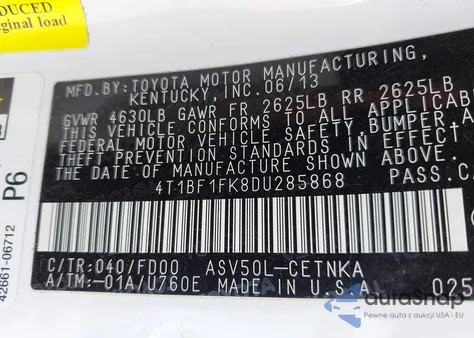 DUCED
ginal load
MFD.BY:TOYOTA MOTOR MANUFACTURING,
KENTUCKY, INC. 06/13
GVWR 4630LB GAWR FR 2625LB RR 2625LB
THIS VEHICLE CONFORMS TO ALL APPLICAB
FEDERAL MOTOR VEHICLE SAFETY, BUMPER, A
THEFT PREVENTION STANDARDS IN EFFECT
THE DATE OF MANUFACTURE SHOWN ABOVE.
4T1BF1FK8DU285868 PASS.CA
C/TR:040/FD00 ASV50L-CETNKA
A/TM:-01A/U760E MADE IN U.S.A.
025
P6
42661-06712
autoSnap
Pewne auta z USA i Kanady